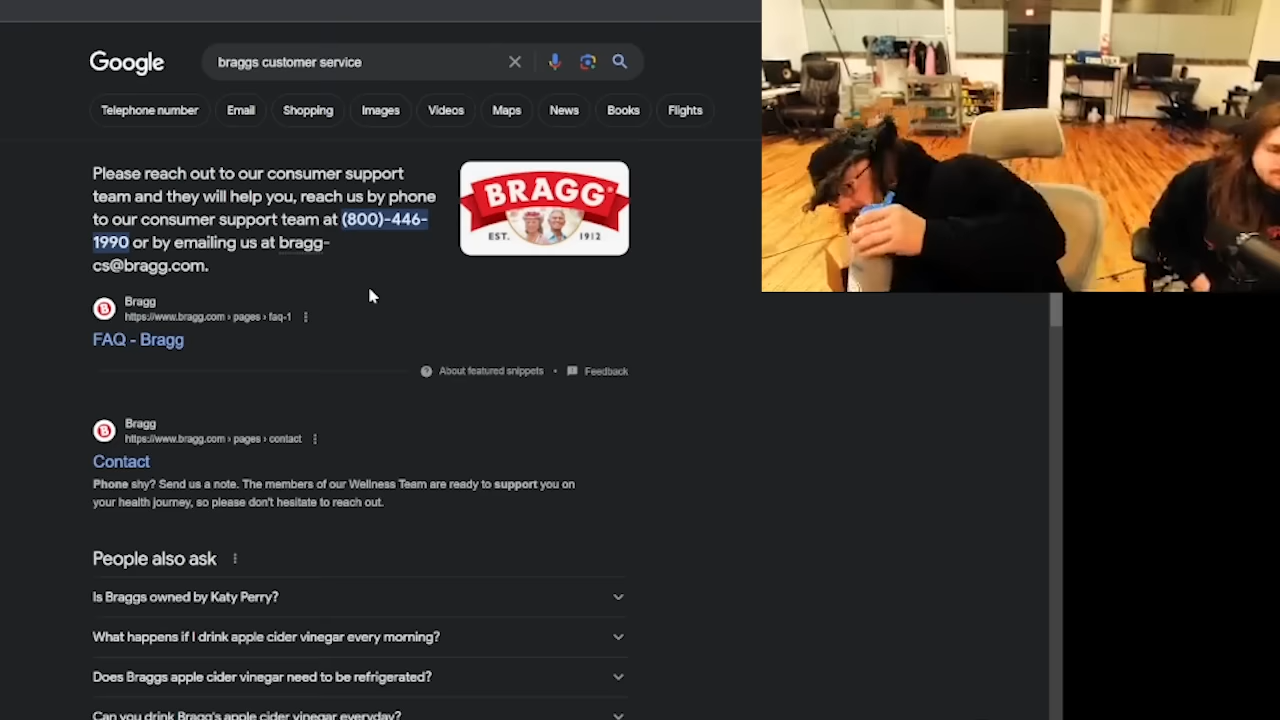 Google
braggs customer service
Telephone number
Email
Shopping
Images
Videos
Maps
News
Books
Flights
Please reach out to our consumer support
team and they will help you, reach us by phone
to our consumer support team at (800)-446-
1990 or by emailing us at bragg-
cs@bragg.com.
BRAGG®
EST. 1912
Bragg
https://www.bragg.com › pages › faq-1
FAQ - Bragg
About featured snippets • Feedback
Bragg
https://www.bragg.com › pages › contact
Contact
Phone shy? Send us a note. The members of our Wellness Team are ready to support you on
your health journey, so please don't hesitate to reach out.
People also ask
Is Braggs owned by Katy Perry?
What happens if I drink apple cider vinegar every morning?
Does Braggs apple cider vinegar need to be refrigerated?
Can you drink Bragg's apple cider vinegar everyday?